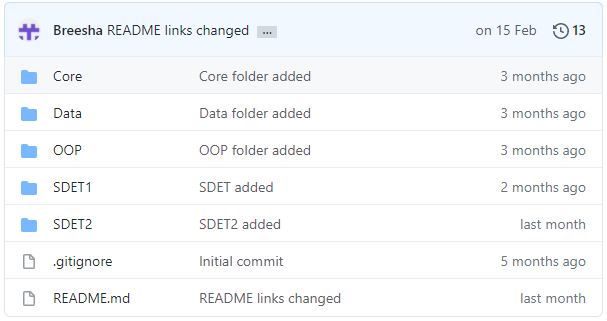 Breesha README links changed ... on 15 Feb 13
Core Core folder added 3 months ago
Data Data folder added 3 months ago
OOP OOP folder added 3 months ago
SDET1 SDET added 2 months ago
SDET2 SDET2 added last month
.gitignore Initial commit 5 months ago
README.md README links changed last month